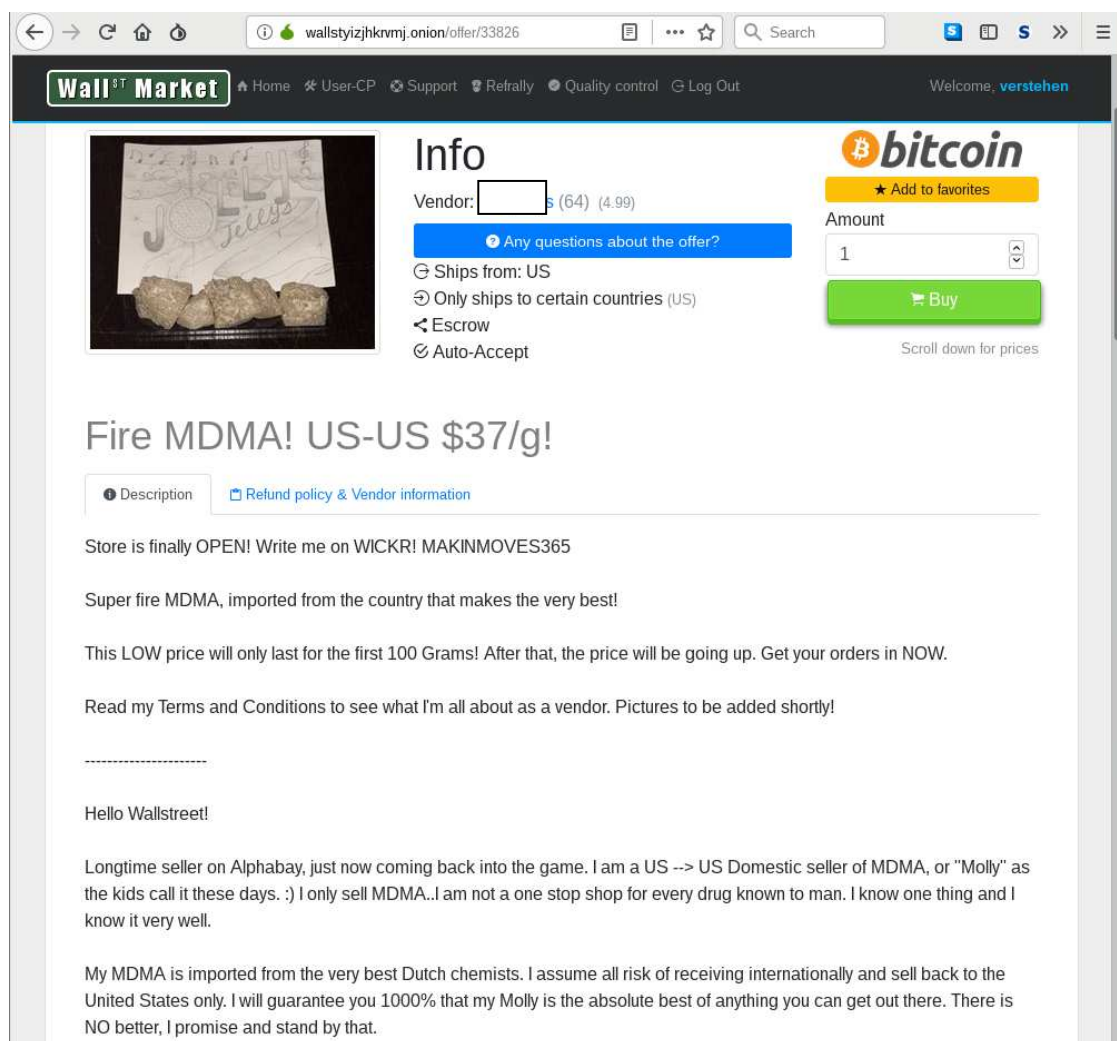 wallstyizjhkrvmj.onion/offer/33826
Search
Wall ST Market
Home User-CP Support Refrally Quality control Log Out
Welcome, verstehen
JOLLY
Jelly's
Info
Vendor: s (64) (4.99)
Any questions about the offer?
Ships from: US
Only ships to certain countries (US)
Escrow
Auto-Accept
bitcoin
Add to favorites
Amount
1
Buy
Scroll down for prices
Fire MDMA! US-US $37/g!
Description
Refund policy & Vendor information
Store is finally OPEN! Write me on WICKR! MAKINMOVES365
Super fire MDMA, imported from the country that makes the very best!
This LOW price will only last for the first 100 Grams! After that, the price will be going up. Get your orders in NOW.
Read my Terms and Conditions to see what I'm all about as a vendor. Pictures to be added shortly!
----------------------
Hello Wallstreet!
Longtime seller on Alphabay, just now coming back into the game. I am a US --> US Domestic seller of MDMA, or "Molly" as
the kids call it these days. :) I only sell MDMA..I am not a one stop shop for every drug known to man. I know one thing and I
know it very well.
My MDMA is imported from the very best Dutch chemists. I assume all risk of receiving internationally and sell back to the
United States only. I will guarantee you 1000% that my Molly is the absolute best of anything you can get out there. There is
NO better, I promise and stand by that.